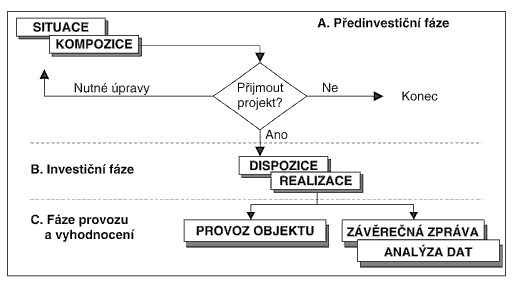 SITUACE
KOMPOZICE
A. Předinvestiční fáze
Přijmout
projekt?
Nutné úpravy
Ne
Konec
Ano
B. Investiční fáze
DISPOZICE
REALIZACE
C. Fáze provozu
a vyhodnocení
PROVOZ OBJEKTU
ZÁVĚREČNÁ ZPRÁVA
ANALÝZA DAT